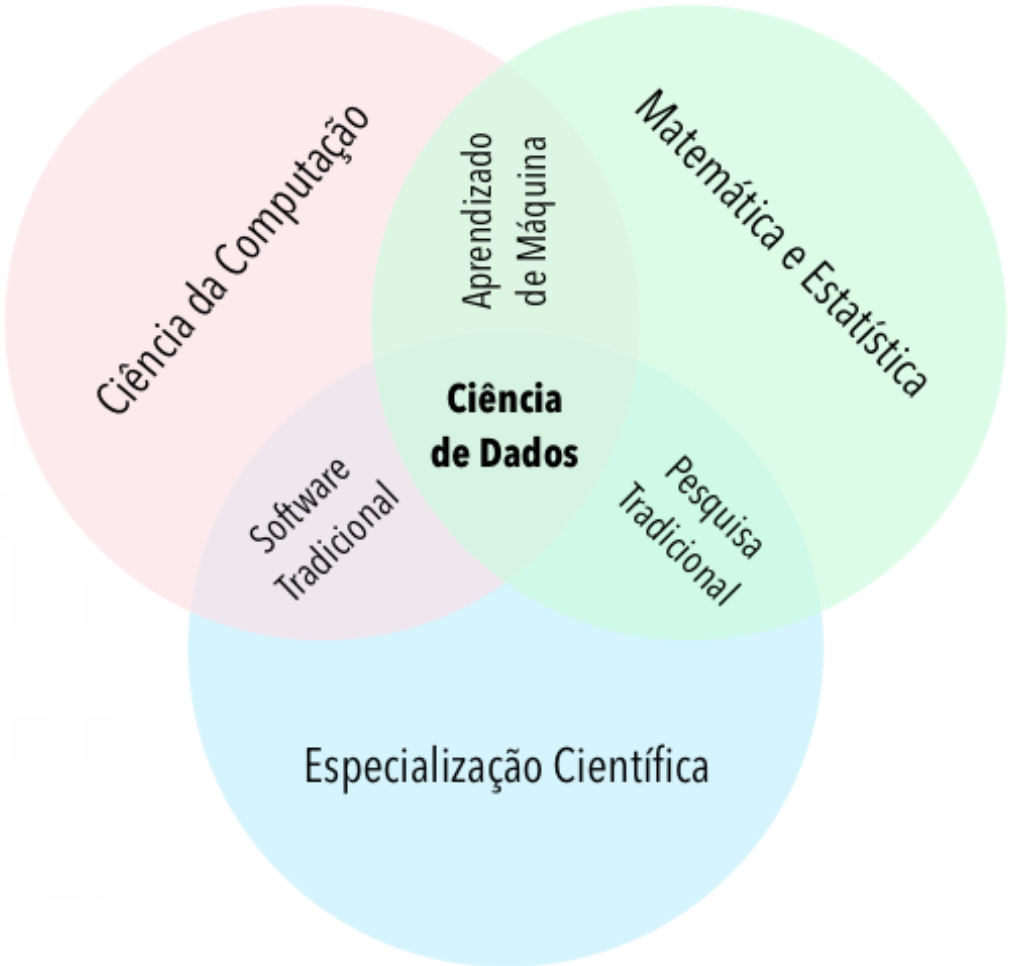 Ciência da Computação
Matemática e Estatística
Aprendizado
de Máquina
Ciência
de Dados
Software
Tradicional
Pesquisa
Tradicional
Especialização Científica